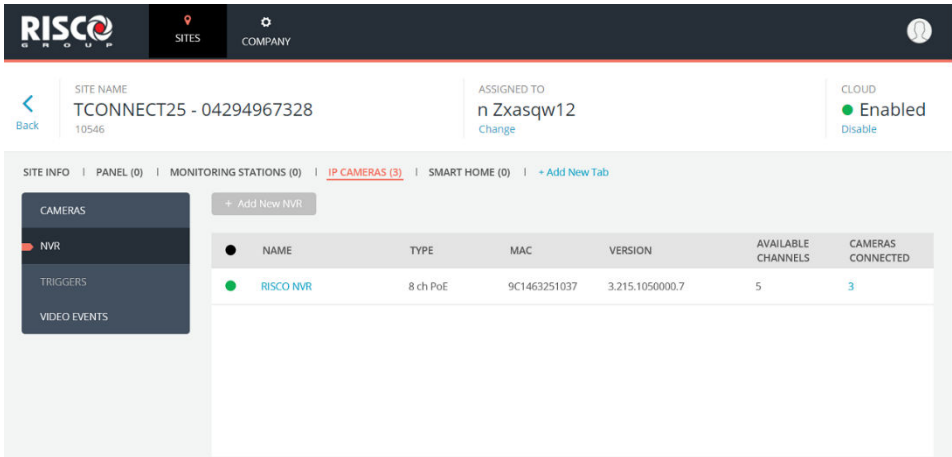 RISCO
GROUP
SITES
COMPANY
SITE NAME
TCONNECT25 - 04294967328
10546
Back
ASSIGNED TO
n Zxasqw12
Change
CLOUD
Enabled
Disable
SITE INFO | PANEL (0) | MONITORING STATIONS (0) | IP CAMERAS (3) | SMART HOME (0) | + Add New Tab
CAMERAS
NVR
TRIGGERS
VIDEO EVENTS
+ Add New NVR
NAME TYPE MAC VERSION AVAILABLE CHANNELS CAMERAS CONNECTED
RISCO NVR 8 ch PoE 9C1463251037 3.215.1050000.7 5 3